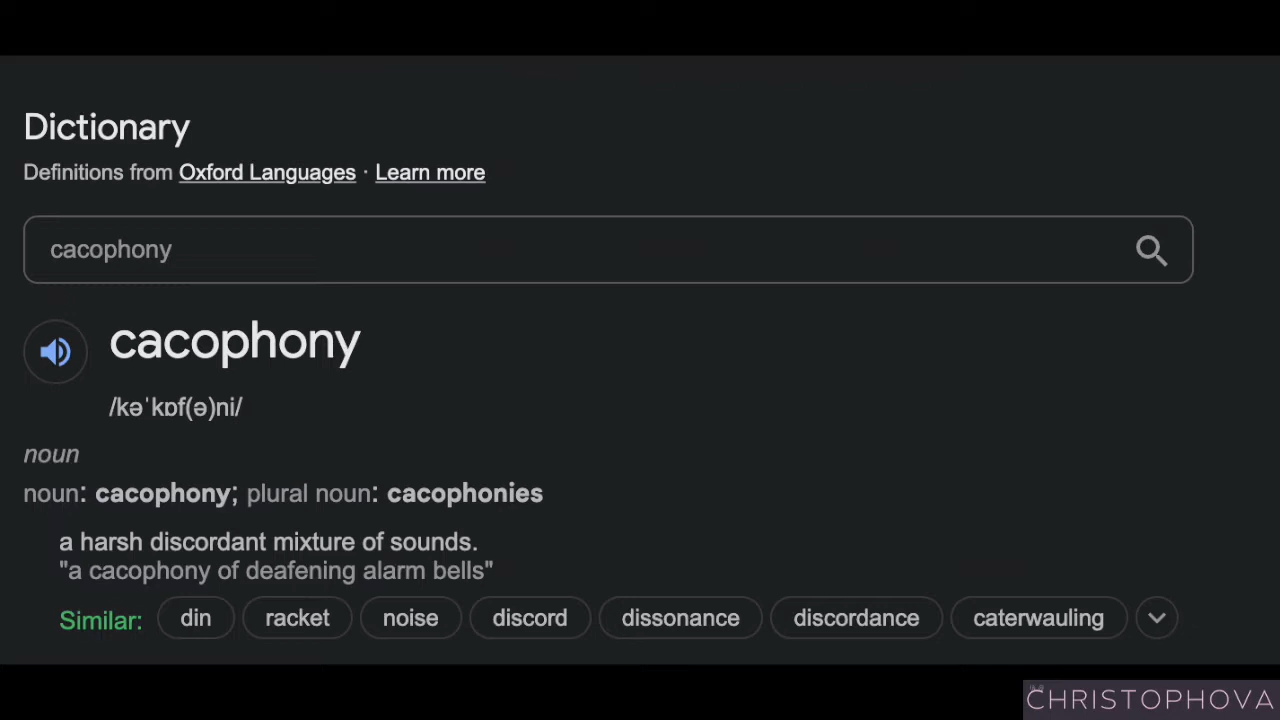 Dictionary
Definitions from Oxford Languages · Learn more
cacophony
cacophony
/kəˈkɒf(ə)ni/
noun
noun: cacophony; plural noun: cacophonies
a harsh discordant mixture of sounds.
"a cacophony of deafening alarm bells"
Similar: din racket noise discord dissonance discordance caterwauling
CHRISTOPHOVA